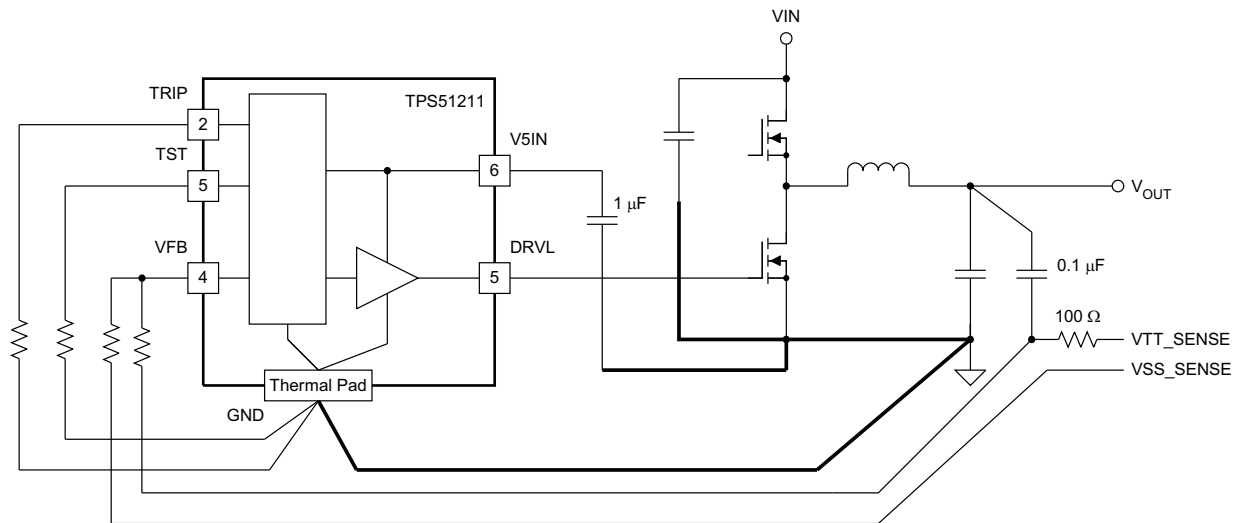 VIN
TPS51211
TRIP
2
TST
5
VFB
4
V5IN
6
1 μF
DRVL
5
V_OUT
0.1 μF
100 Ω
VTT_SENSE
VSS_SENSE
Thermal Pad
GND